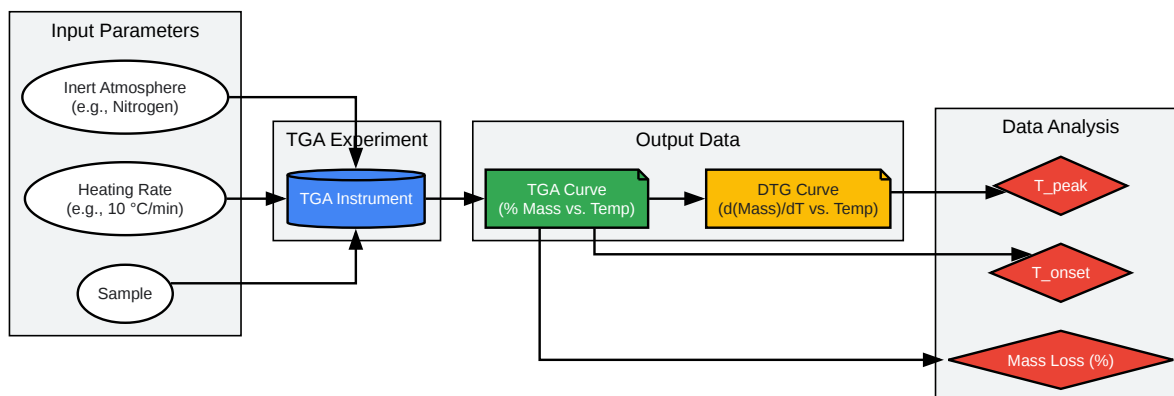 Input Parameters
Inert Atmosphere
(e.g., Nitrogen)
Heating Rate
(e.g., 10 °C/min)
Sample
TGA Experiment
TGA Instrument
Output Data
TGA Curve
(% Mass vs. Temp)
DTG Curve
(d(Mass)/dT vs. Temp)
Data Analysis
T_peak
T_onset
Mass Loss (%)